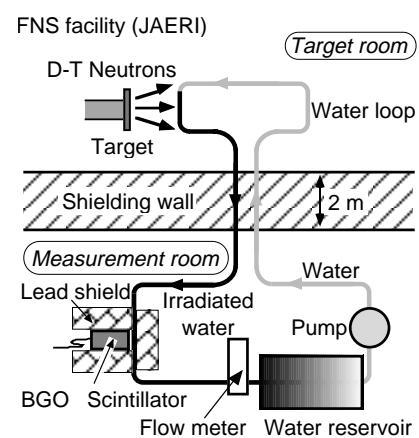 FNS facility (JAERI)
Target room
D-T Neutrons
Water loop
Target
Shielding wall
2 m
Measurement room
Water
Lead shield
Irradiated
water
Pump
BGO Scintillator
Flow meter
Water reservoir